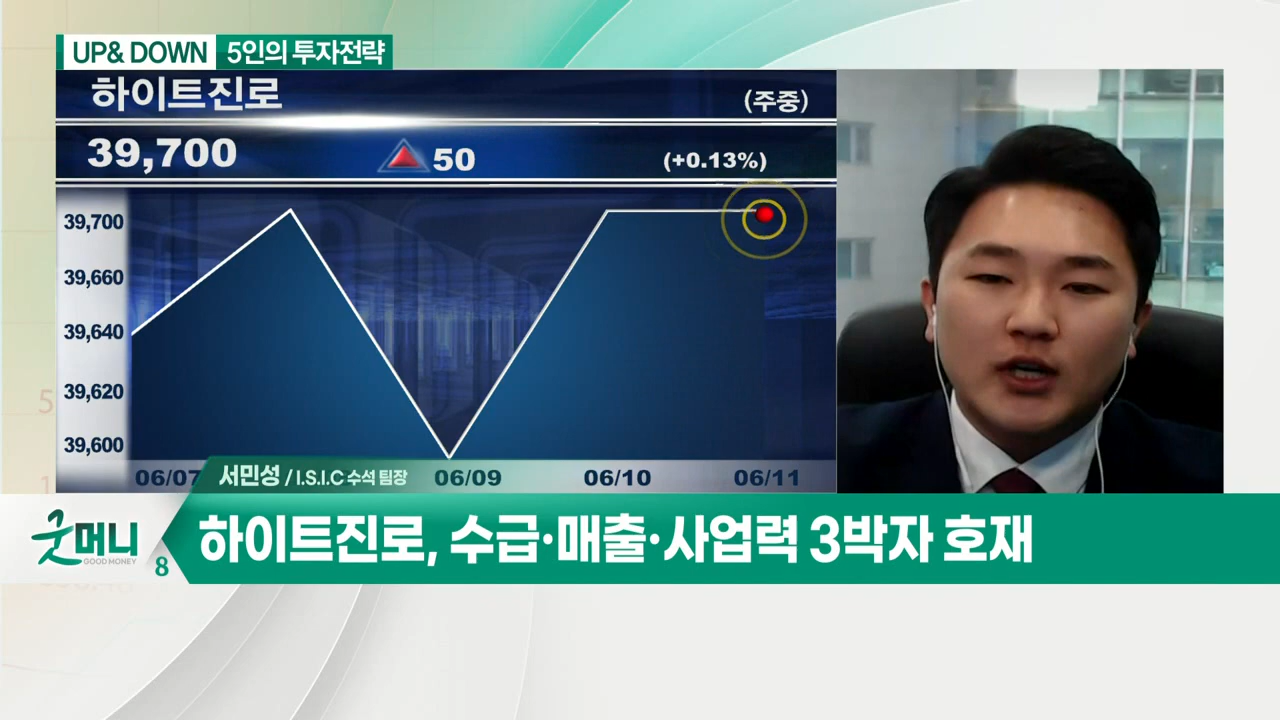 UP& DOWN 5인의 투자전략
하이트진로
(주중)
39,700 50 (+0.13%)
39,700
39,660
39,640
39,620
39,600
06/07 06/09 06/10 06/11
서민성 / I.S.I.C 수석 팀장
굿머니
GOOD MONEY
8
하이트진로, 수급·매출·사업력 3박자 호재